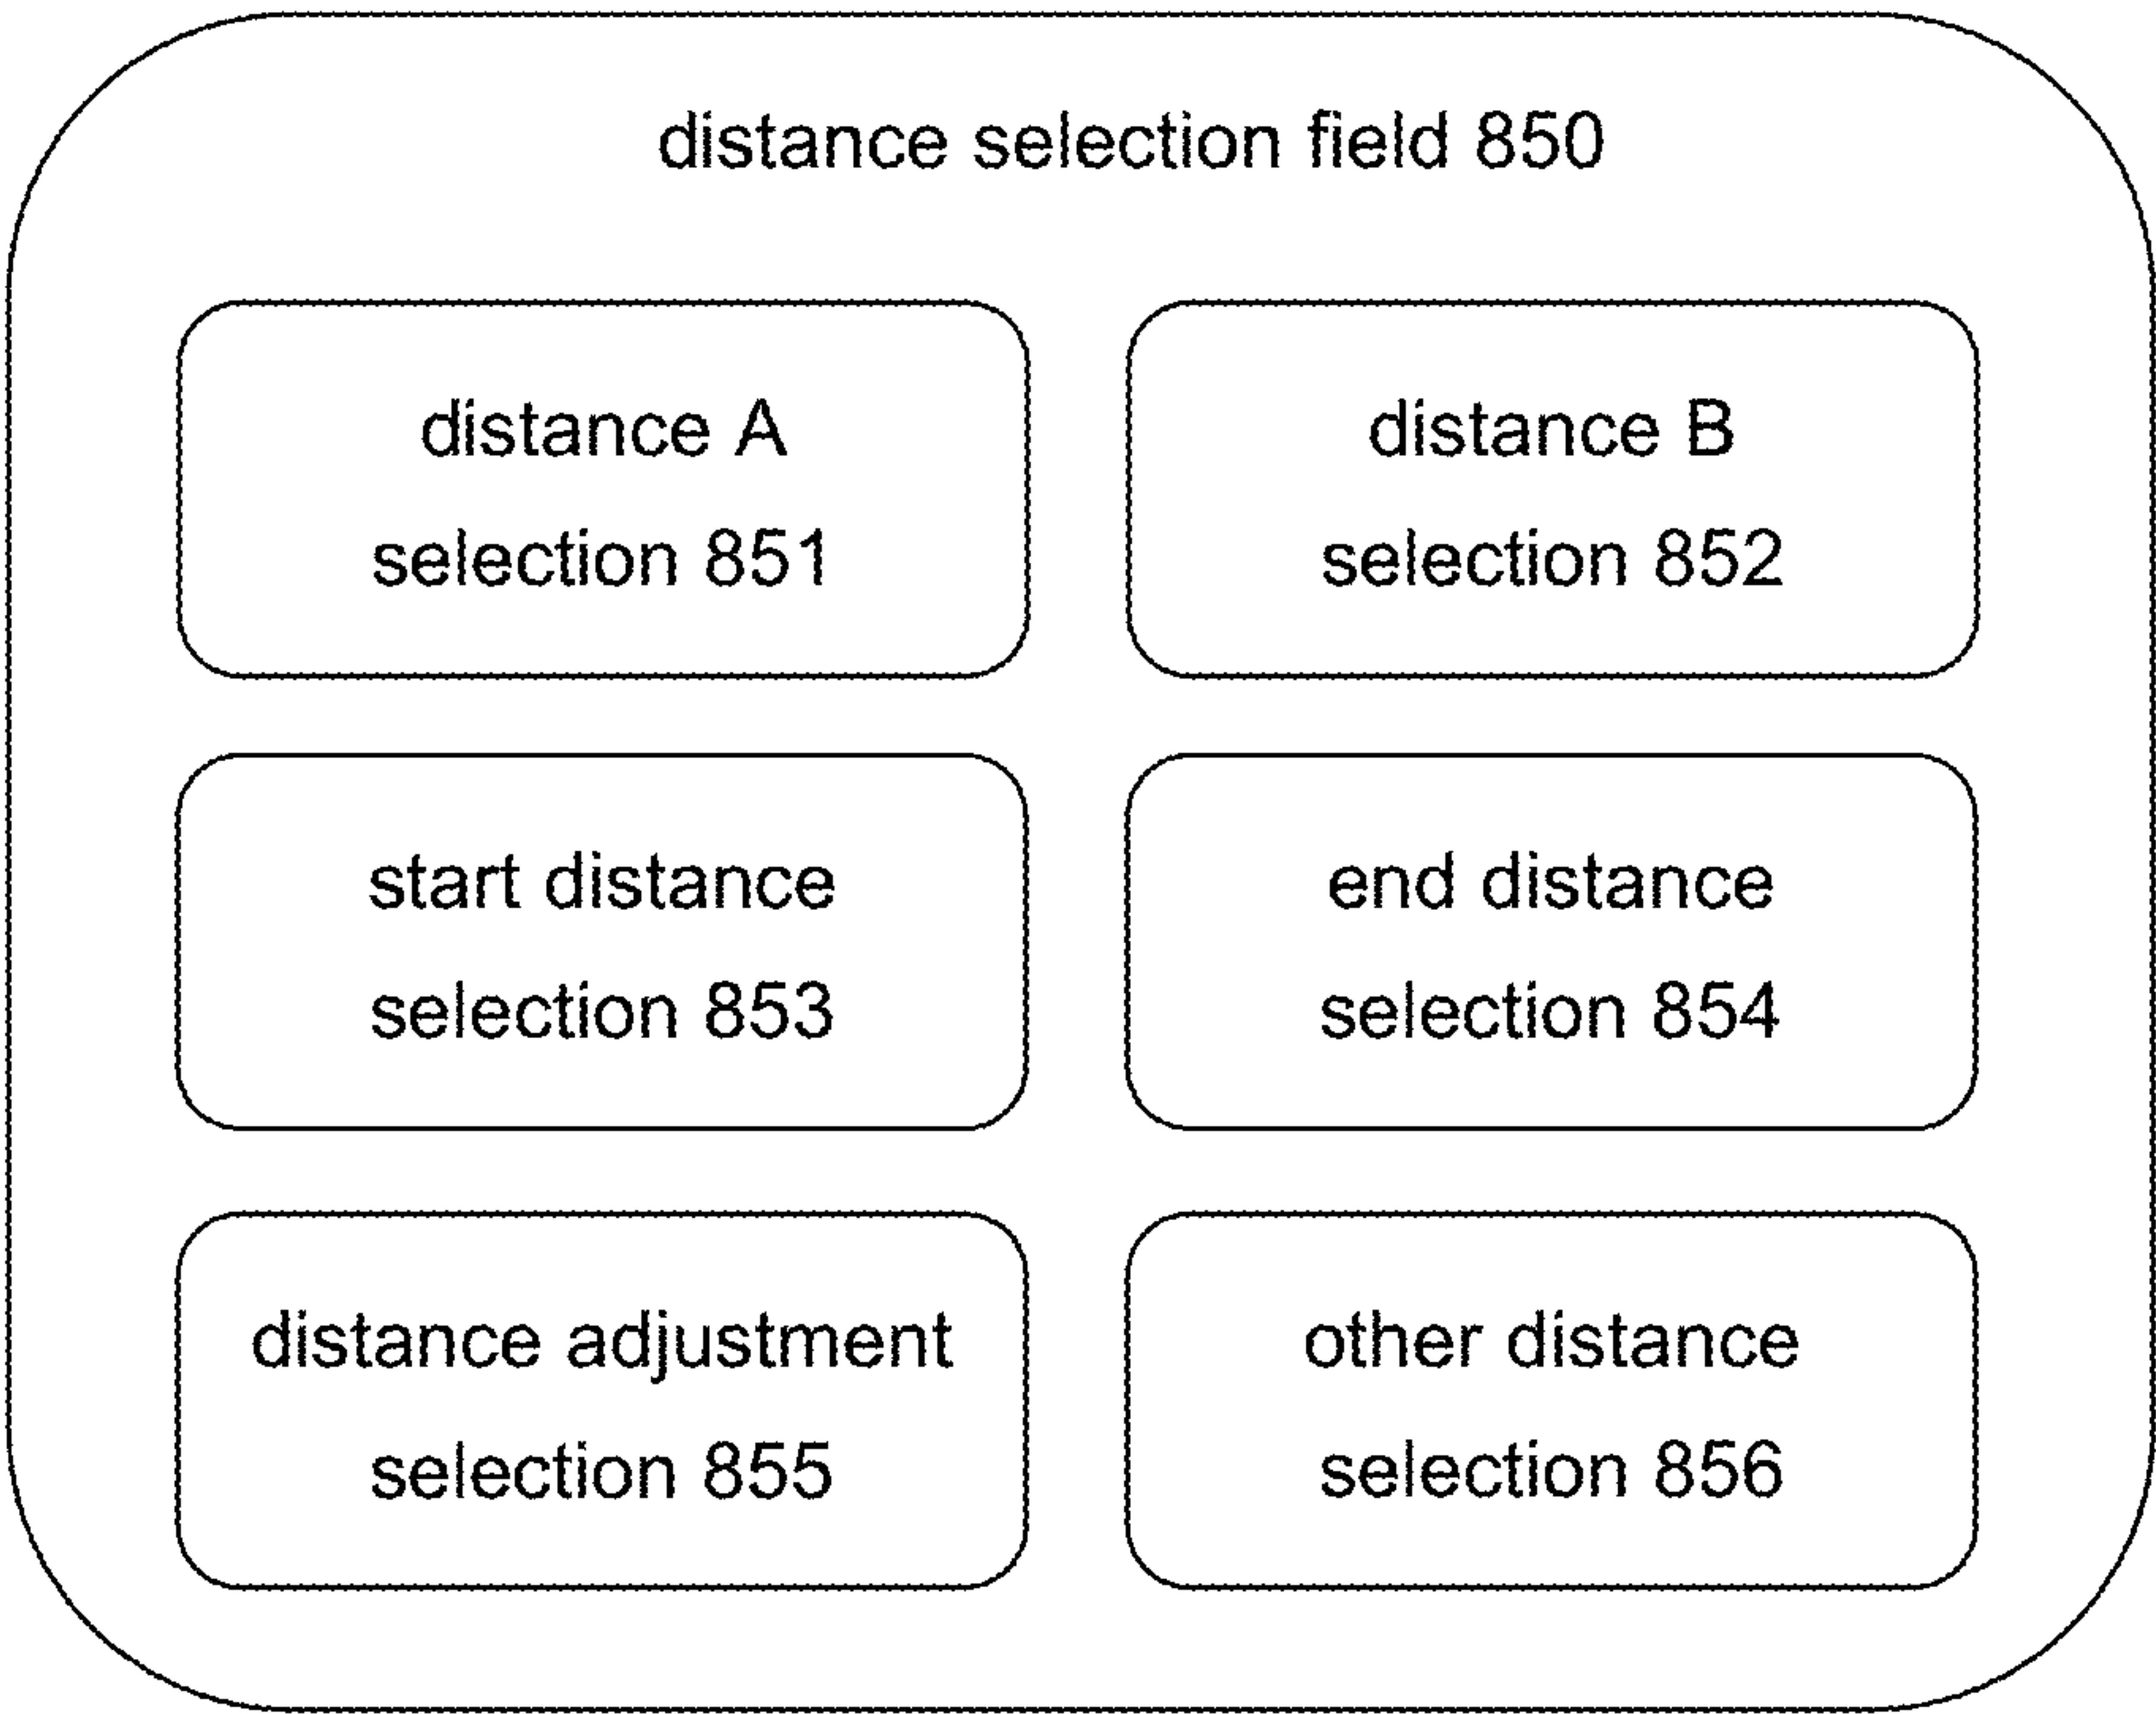 distance selection field 850
distance A
selection 851
distance B
selection 852
start distance
selection 853
end distance
selection 854
distance adjustment
selection 855
other distance
selection 856